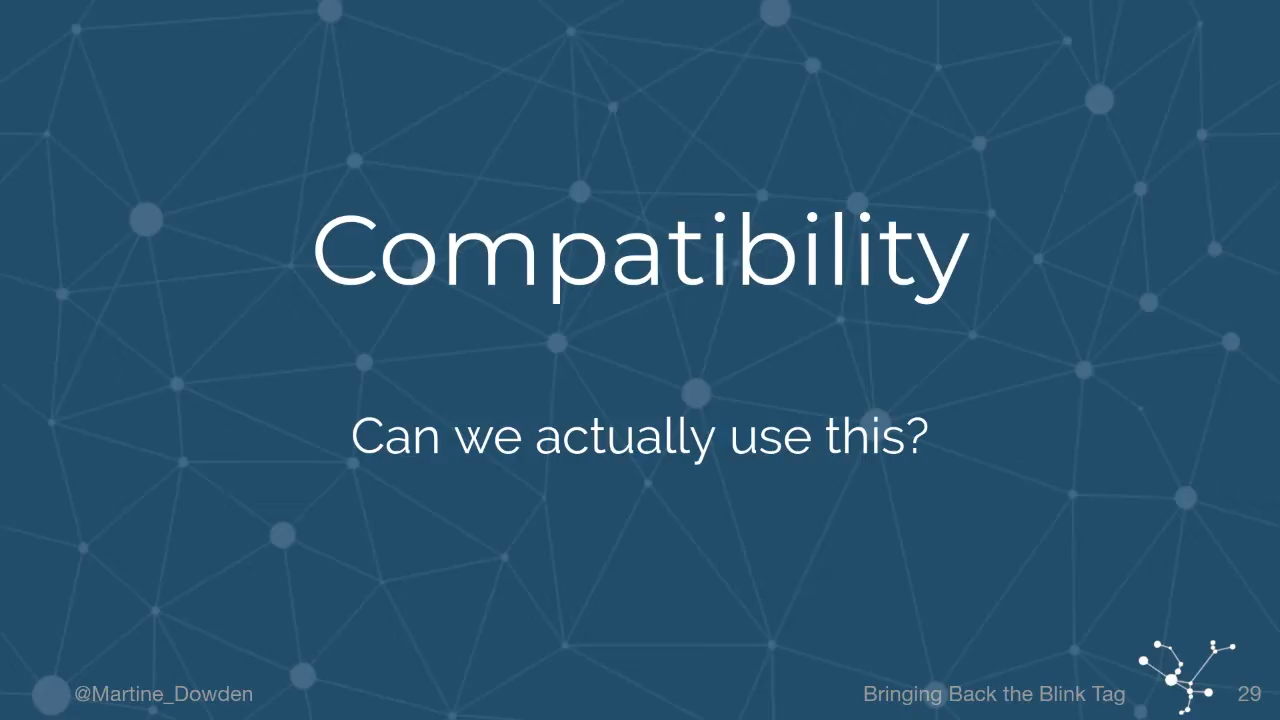 Compatibility
Can we actually use this?
@Martine_Dowden
Bringing Back the Blink Tag
29